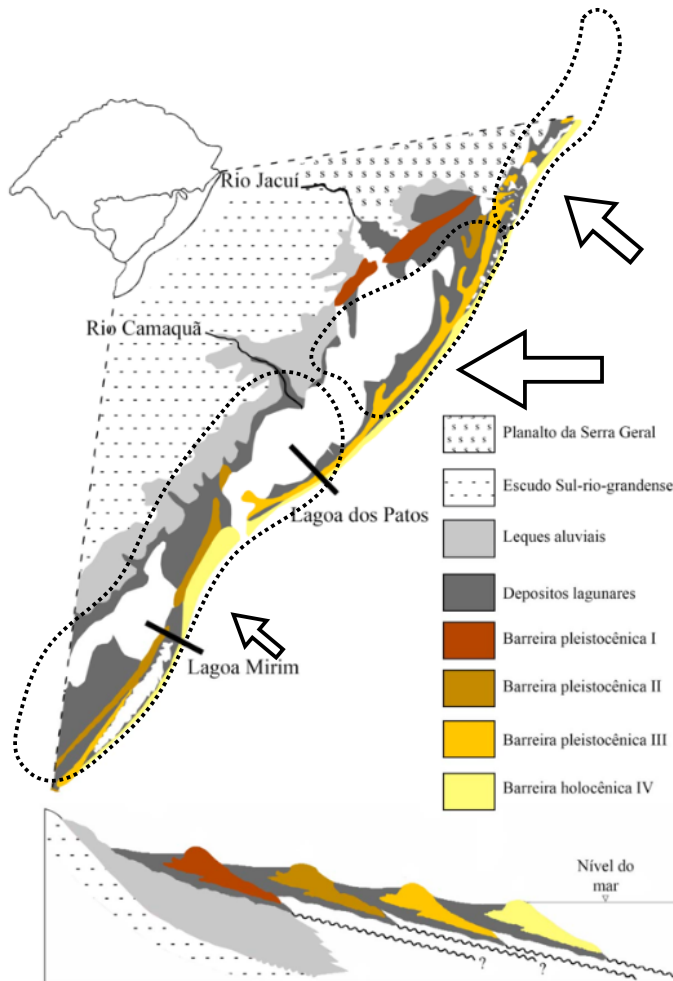 Rio Jacuí
Rio Camaquã
Planalto da Serra Geral
Escudo Sul-rio-grandense
Lagoa dos Patos
Leques aluviais
Depositos lagunares
Barreira pleistocênica I
Lagoa Mirim
Barreira pleistocênica II
Barreira pleistocênica III
Barreira holocênica IV
Nível do
mar
?
?